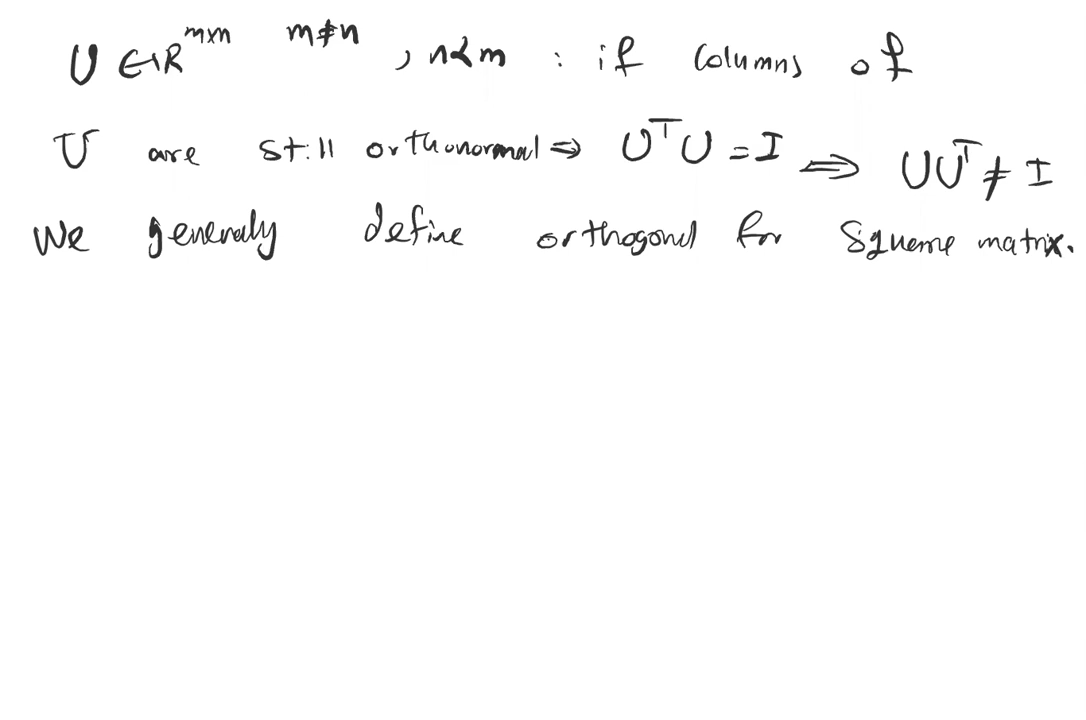 U ∈ ℝ^{m×n} m≠n , n<m : if columns of
U are still orthonormal ⇒ UᵀU = I ⟹ UUᵀ ≠ I
We generaly define orthogonal for Squeme matrix.